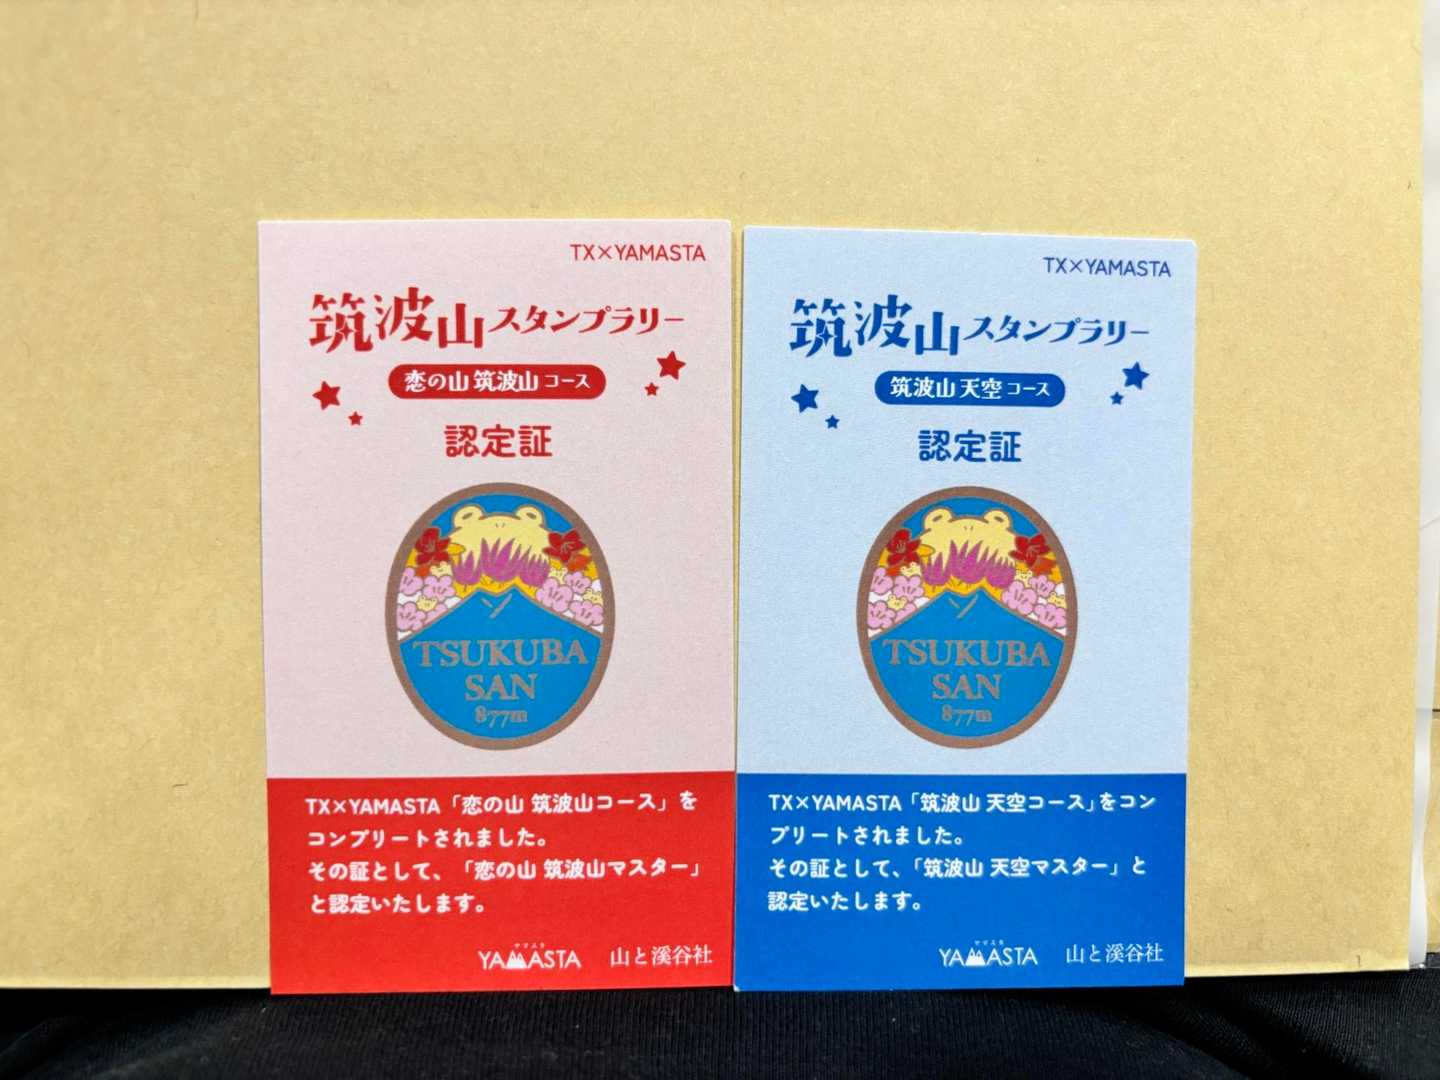 TX×YAMASTA
筑波山スタンプラリー
恋の山 筑波山 コース
認定証
TSUKUBA
SAN
877m
TX×YAMASTA「恋の山 筑波山コース」を
コンプリートされました。
その証として、「恋の山 筑波山マスター」
と認定いたします。
ヤマスタ
YAMASTA 山と溪谷社
TX×YAMASTA
筑波山スタンプラリー
筑波山 天空 コース
認定証
TSUKUBA
SAN
877m
TX×YAMASTA「筑波山 天空コース」をコン
プリートされました。
その証として、「筑波山 天空マスター」と
認定いたします。
ヤマスタ
YAMASTA 山と溪谷社